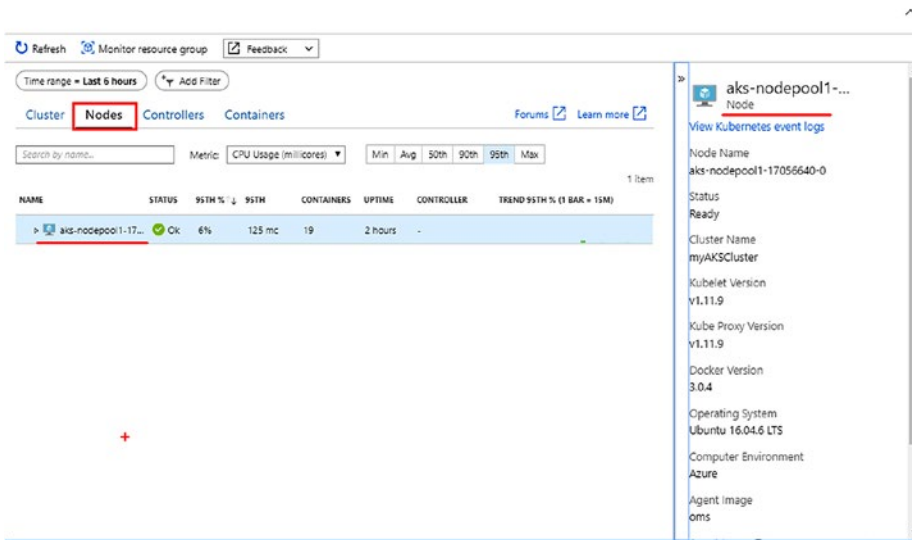 Refresh Monitor resource group Feedback
Time range = Last 6 hours Add Filter
Cluster Nodes Controllers Containers Forums Learn more
Search by name... Metric: CPU Usage (millicores) Min Avg 50th 90th 95th Max
1 item
NAME STATUS 95TH % 95TH CONTAINERS UPTIME CONTROLLER TREND 95TH % (1 BAR = 15M)
aks-nodepool1-17... Ok 6% 125 mc 19 2 hours -
aks-nodepool1-...
Node
View Kubernetes event logs
Node Name
aks-nodepool1-17056640-0
Status
Ready
Cluster Name
myAKSCluster
Kubelet Version
v1.11.9
Kube Proxy Version
v1.11.9
Docker Version
3.0.4
Operating System
Ubuntu 16.04.6 LTS
Computer Environment
Azure
Agent Image
oms